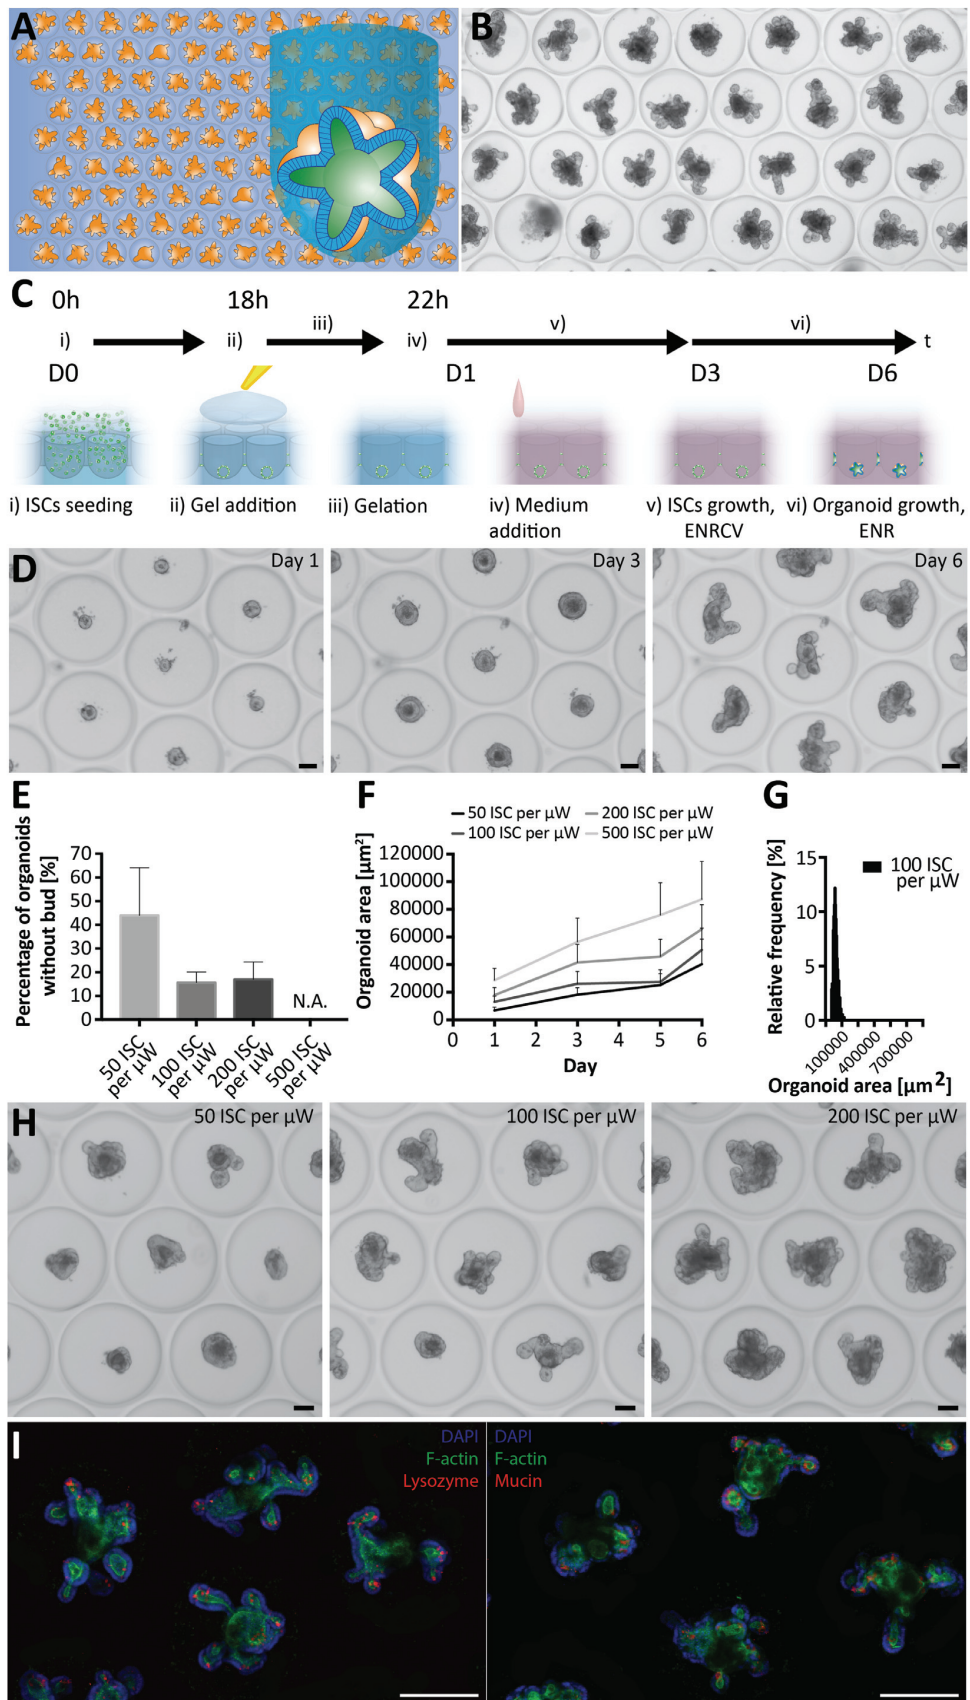 A
B
C
0h
18h
22h
i)
ii)
iii)
iv)
v)
vi)
t
D0
D1
D3
D6
i) ISCs seeding
ii) Gel addition
iii) Gelation
iv) Medium
addition
v) ISCs growth,
ENRCV
vi) Organoid growth,
ENR
D
Day 1
Day 3
Day 6
E
Percentage of organoids
without bud [%]
70
60
50
40
30
20
10
0
N.A.
50 ISC
per µW
100 ISC
per µW
200 ISC
per µW
500 ISC
per µW
F
50 ISC per µW
200 ISC per µW
100 ISC per µW
500 ISC per µW
Organoid area [µm²]
120000
100000
80000
60000
40000
20000
0
0 1 2 3 4 5 6
Day
G
Relative frequency [%]
15
10
5
0
100 ISC
per µW
100000
400000
700000
Organoid area [µm²]
H
50 ISC per µW
100 ISC per µW
200 ISC per µW
I
DAPI
F-actin
Lysozyme
DAPI
F-actin
Mucin